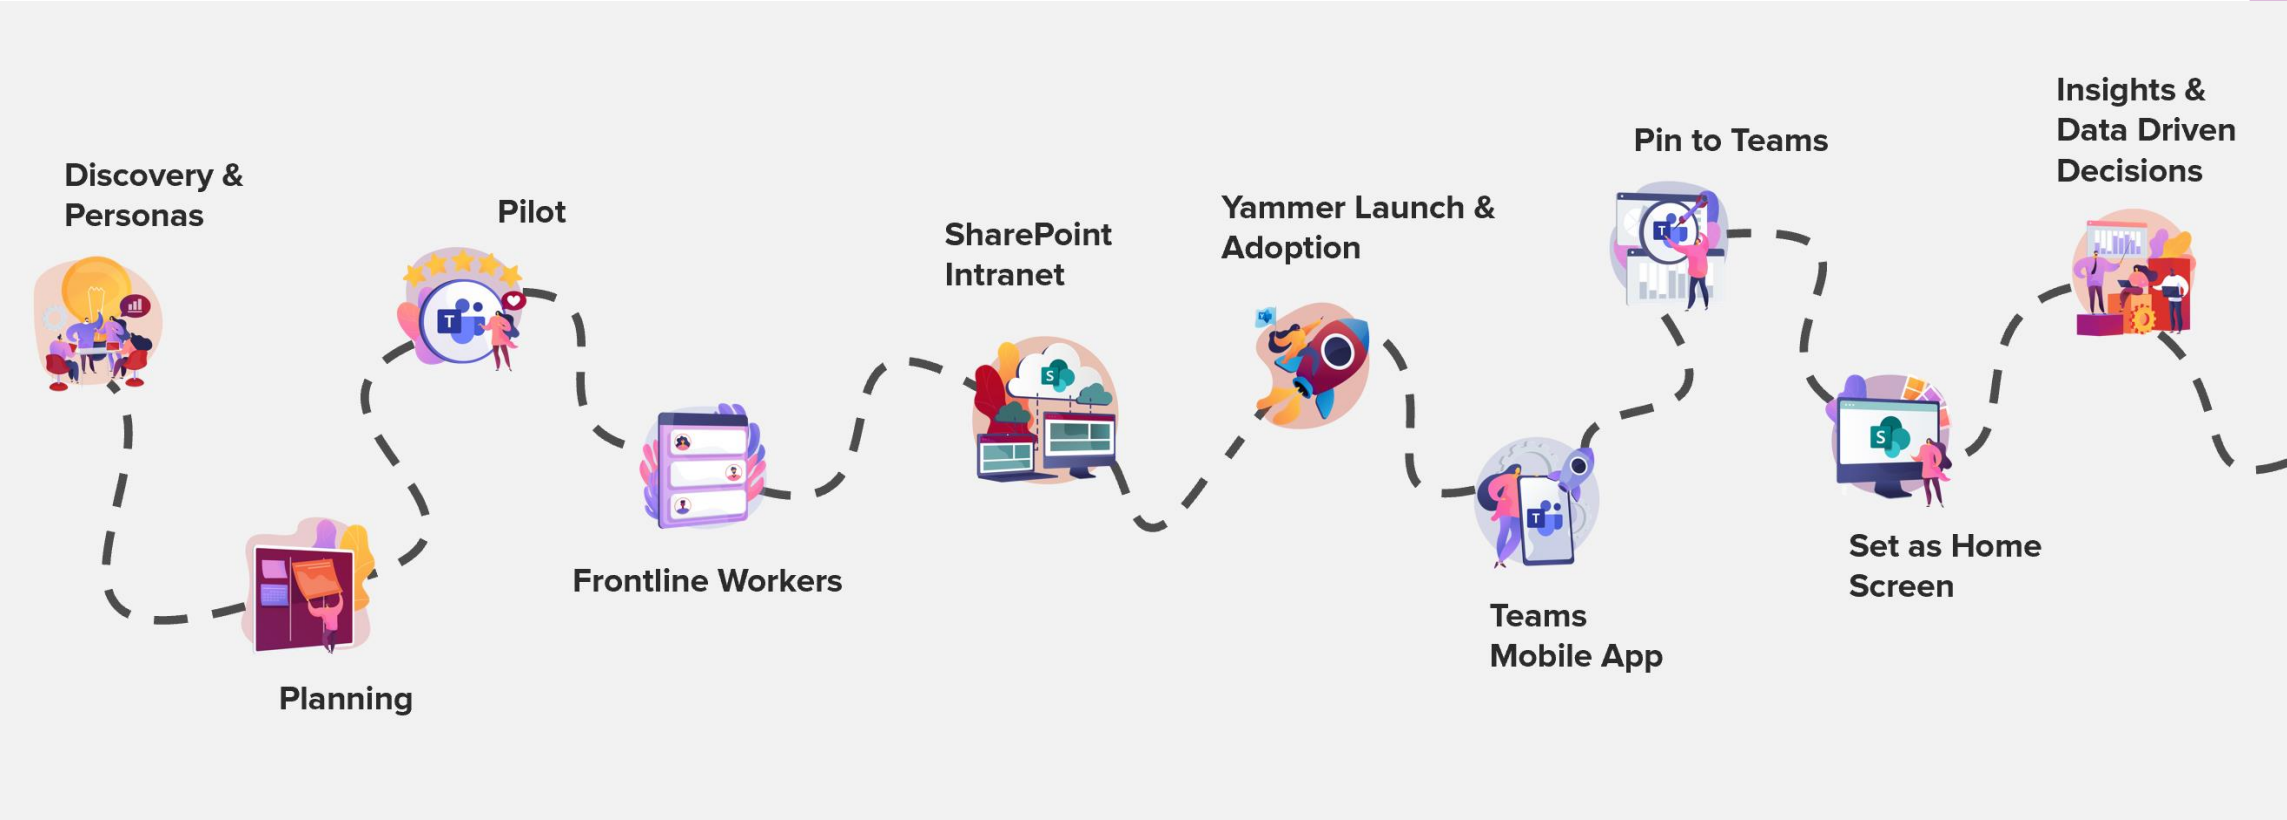 Discovery &
Personas
Planning
Pilot
T
Frontline Workers
SharePoint
Intranet
S
Yammer Launch &
Adoption
Teams
Mobile App
T
Pin to Teams
T
Set as Home
Screen
S
Insights &
Data Driven
Decisions